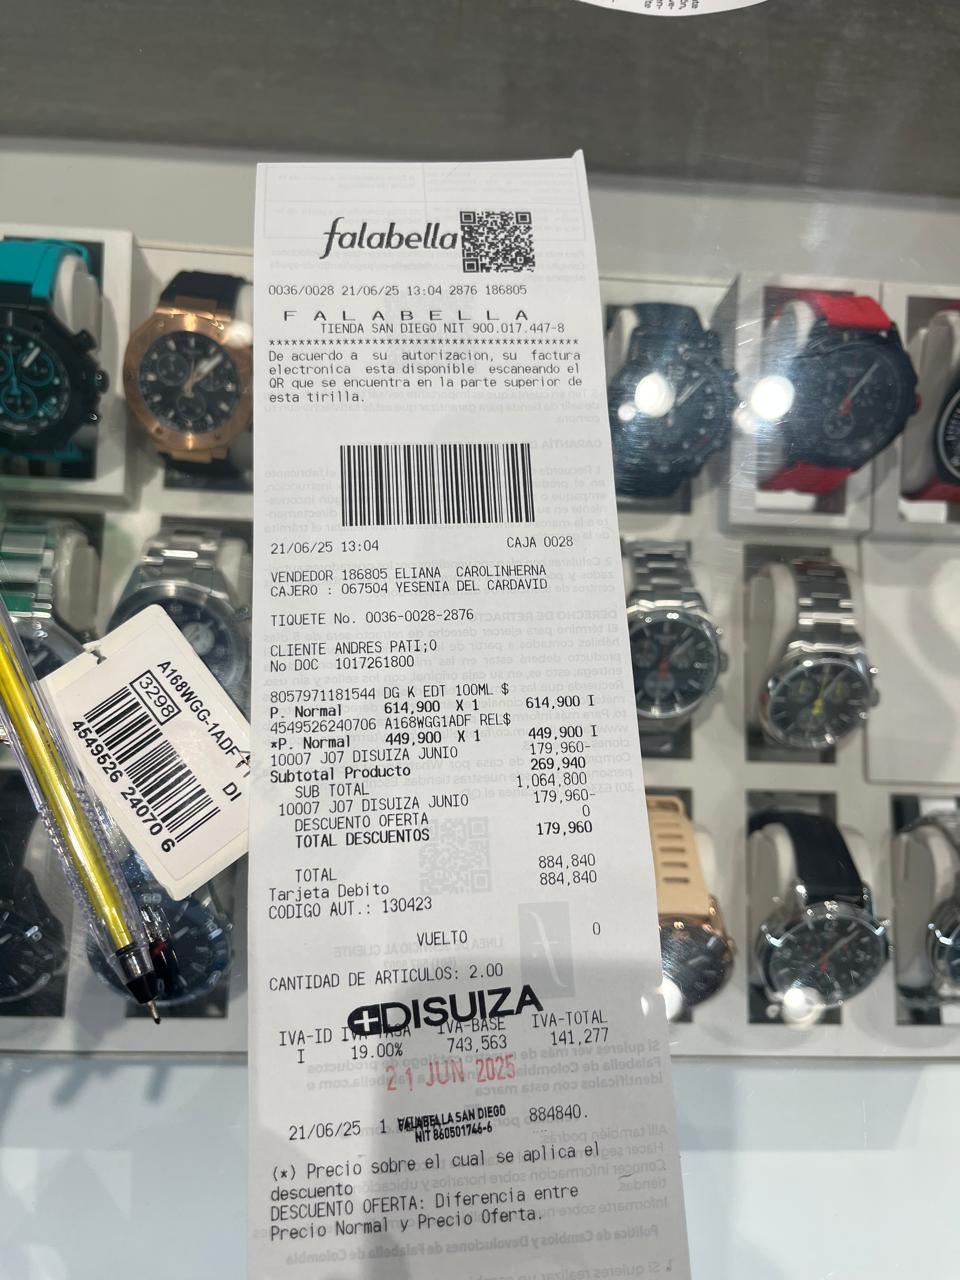 falabella
0036/0028 21/06/25 13:04 2876 186805
F A L A B E L L A
TIENDA SAN DIEGO NIT 900.017.447-8
****************************************
De acuerdo a su autorizacion, su factura
electronica esta disponible escaneando el
QR que se encuentra en la parte superior de
esta tirilla.
21/06/25 13:04 CAJA 0028
VENDEDOR 186805 ELIANA CAROLINHERNA
CAJERO : 067504 YESENIA DEL CARDAVID
TIQUETE No. 0036-0028-2876
CLIENTE ANDRES PATI;O
No DOC 1017261800
8057971181544 DG K EDT 100ML $
P. Normal 614,900 X 1 614,900 I
4549526240706 A168WGG1ADF REL$
*P. Normal 449,900 X 1 449,900 I
10007 J07 DISUIZA JUNIO 179,960-
Subtotal Producto 269,940
SUB TOTAL 1,064,800
10007 J07 DISUIZA JUNIO 179,960-
DESCUENTO OFERTA 0
TOTAL DESCUENTOS 179,960
TOTAL 884,840
Tarjeta Debito 884,840
CODIGO AUT.: 130423
VUELTO 0
CANTIDAD DE ARTICULOS: 2.00
DISUIZA
IVA-ID IVA-TASA IVA-BASE IVA-TOTAL
I 19.00% 743,563 141,277
21 JUN 2025
21/06/25 1 884840.
FALABELLA SAN DIEGO
NIT 860501746-6
(*) Precio sobre el cual se aplica el
descuento
DESCUENTO OFERTA: Diferencia entre
Precio Normal y Precio Oferta.
A168WGG-1ADF
3298
DI
4549526 24070 6